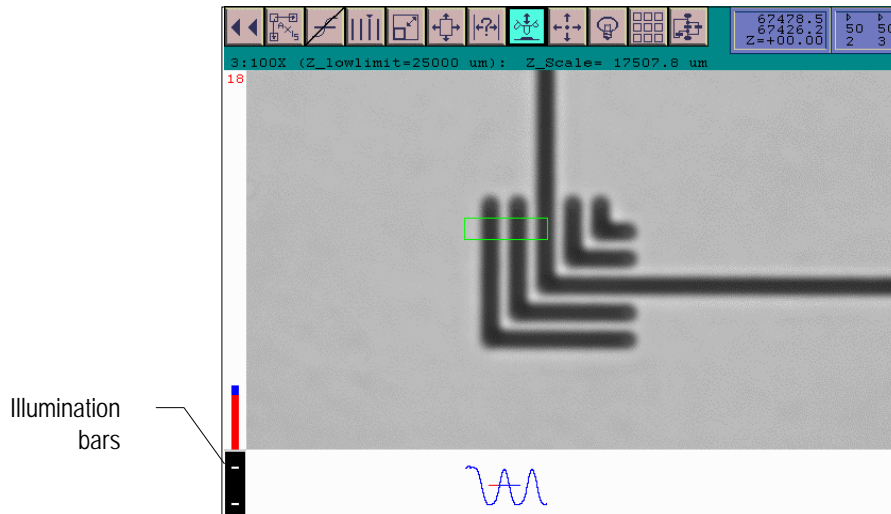 A
X
I
S
?
67478.5
67426.2
Z=+00.00
50
2
50
3
3:100X (Z_lowlimit=25000 um): Z_Scale= 17507.8 um
18
Illumination
bars